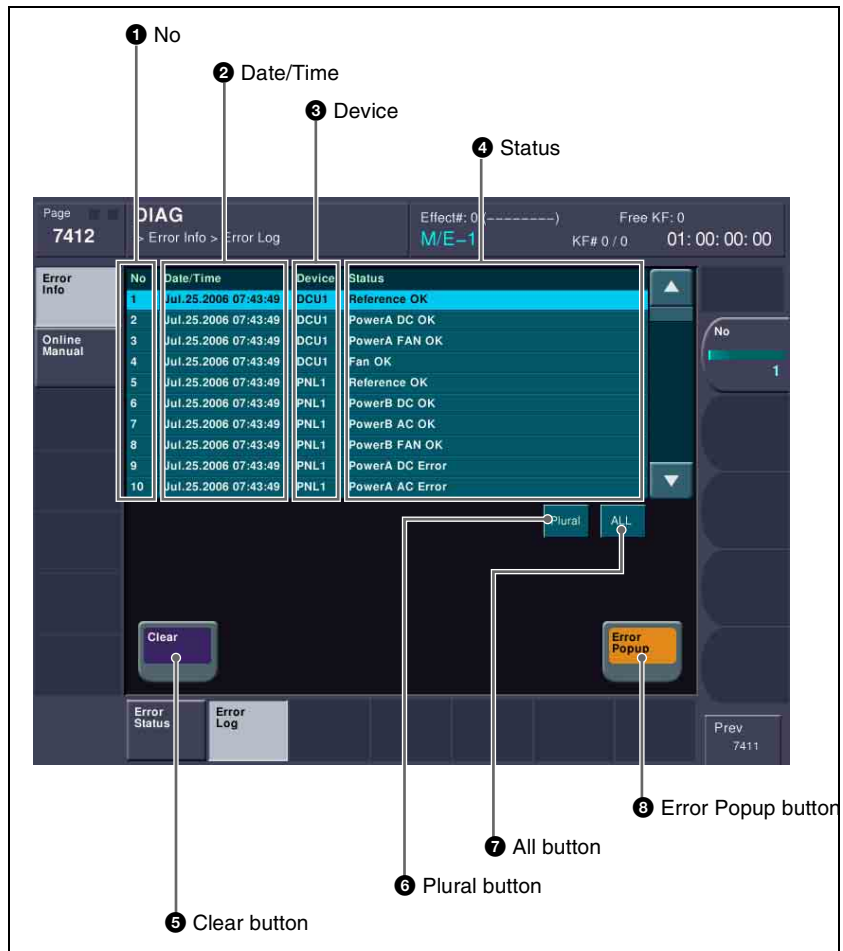 ❶ No
❷ Date/Time
❸ Device
❹ Status
Page
7412
DIAG
> Error Info > Error Log
Effect#: 0 (--------) Free KF: 0
M/E-1 KF# 0 / 0 01: 00: 00: 00
Error
Info
Online
Manual
No Date/Time Device Status
1 Jul.25.2006 07:43:49 DCU1 Reference OK
2 Jul.25.2006 07:43:49 DCU1 PowerA DC OK
3 Jul.25.2006 07:43:49 DCU1 PowerA FAN OK
4 Jul.25.2006 07:43:49 DCU1 Fan OK
5 Jul.25.2006 07:43:49 PNL1 Reference OK
6 Jul.25.2006 07:43:49 PNL1 PowerB DC OK
7 Jul.25.2006 07:43:49 PNL1 PowerB AC OK
8 Jul.25.2006 07:43:49 PNL1 PowerB FAN OK
9 Jul.25.2006 07:43:49 PNL1 PowerA DC Error
10 Jul.25.2006 07:43:49 PNL1 PowerA AC Error
No
1
Plural ALL
Clear
Error
Popup
Error
Status
Error
Log
Prev
7411
❽ Error Popup button
❼ All button
❻ Plural button
❺ Clear button